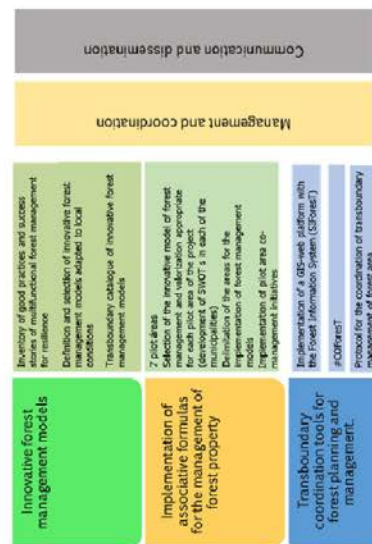 Communication and dissemination
Management coordination and
Innovative forest
management models
Inventory of good practices and success
stories of multifunctional forest management
for resilience
Definition and selection of innovative forest
management models adapted to local
conditions
Transboundary catalogue of innovative forest
management models
Implementation of
associative formulas
for the management of
forest property
7 pilot areas
Selection of the innovative model of forest
management and valorization appropriate
for each pilot area of the project
(development of SWOT s in each of the
municipalities)
Delimitation of the areas for the
implementation of forest management
models
Implementation of pilot area co-
management initiatives
Transboundary
coordination tools for
forest planning and
management.
Implementation of a GIS-web platform with
the Forest Information System (SIForesT)
#COIForesT
Protocol for the coordination of transboundary
management of forest area